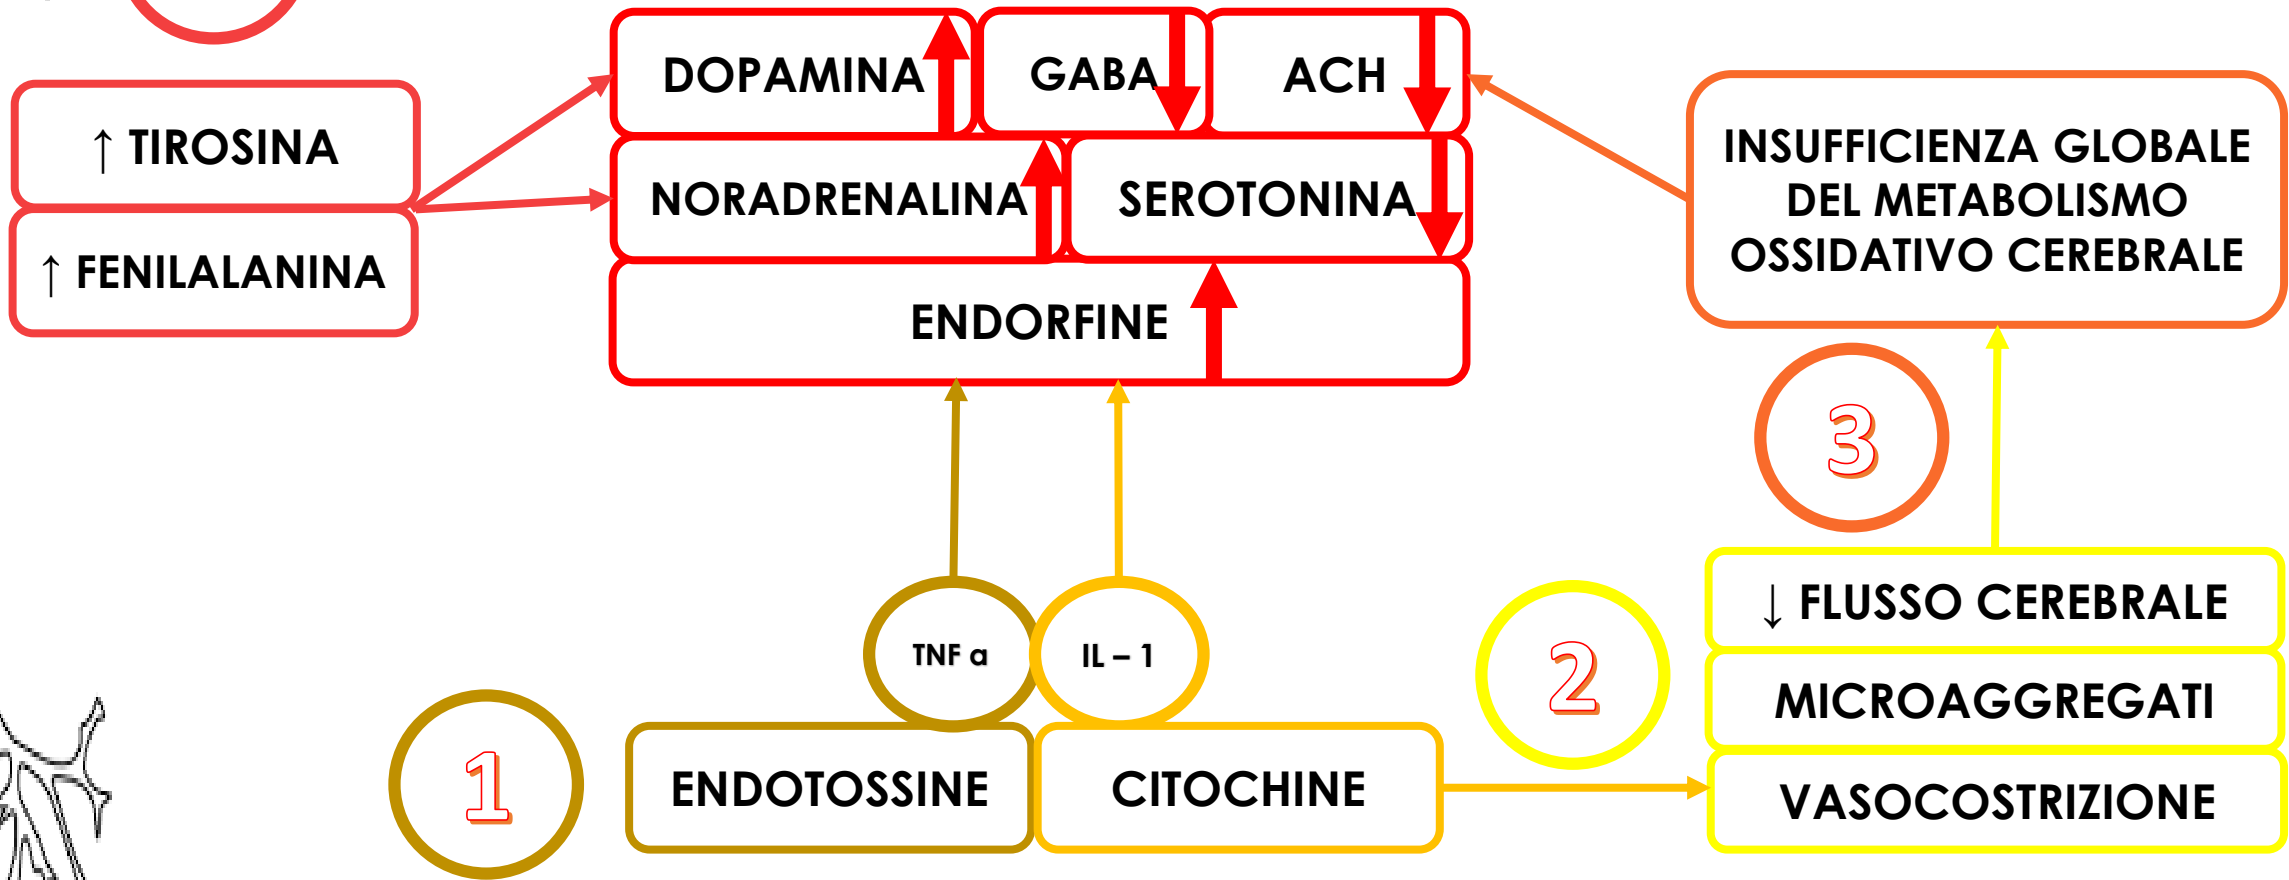 DOPAMINA
GABA
ACH
↑ TIROSINA
↑ FENILALANINA
NORADRENALINA
SEROTONINA
ENDORFINE
INSUFFICIENZA GLOBALE
DEL METABOLISMO
OSSIDATIVO CEREBRALE
3
TNF α
IL – 1
2
↓ FLUSSO CEREBRALE
MICROAGGREGATI
VASOCOSTRIZIONE
1
ENDOTOSSINE
CITOCHINE